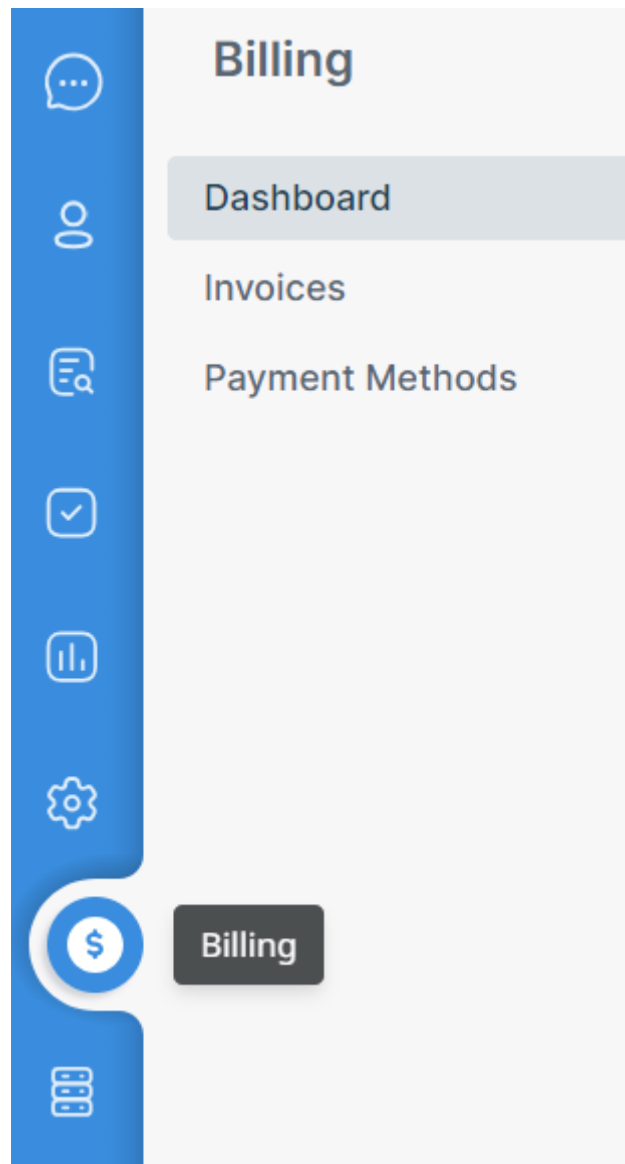 Billing
Dashboard
Invoices
Payment Methods
$
Billing